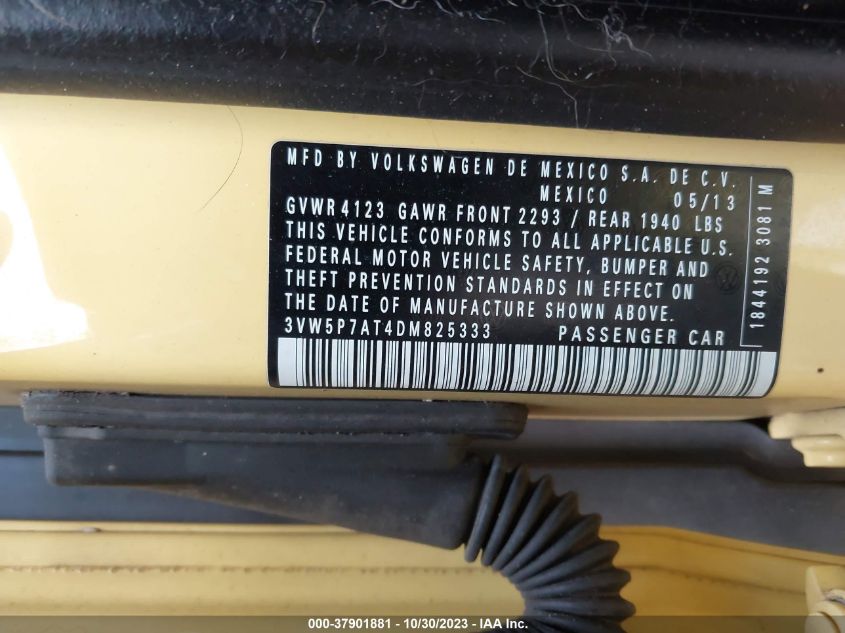 MFD BY VOLKSWAGEN DE MEXICO S.A. DE C.V.
MEXICO 05/13
GVWR 4123 GAWR FRONT 2293 / REAR 1940 LBS
THIS VEHICLE CONFORMS TO ALL APPLICABLE U.S.
FEDERAL MOTOR VEHICLE SAFETY, BUMPER AND
THEFT PREVENTION STANDARDS IN EFFECT ON
THE DATE OF MANUFACTURE SHOWN ABOVE.
3VW5P7AT4DM825333 PASSENGER CAR
1844192 3081 M
000-37901881 - 10/30/2023 - IAA Inc.